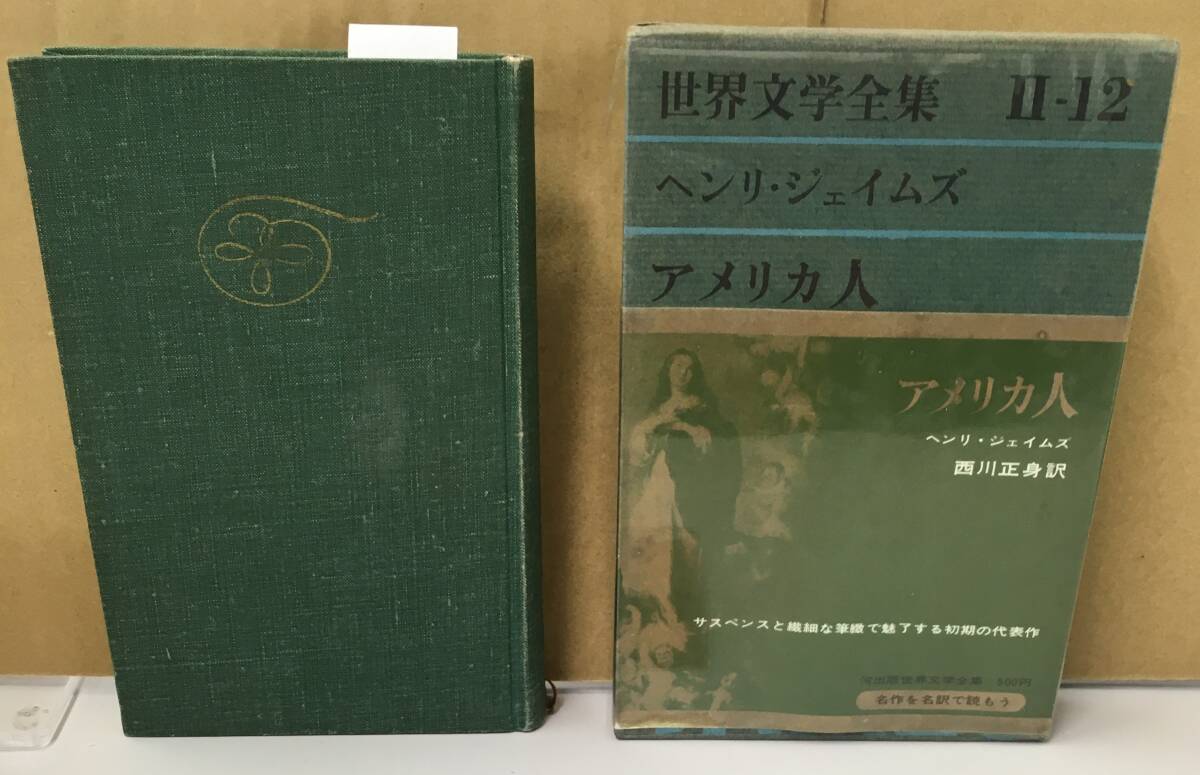 世界文学全集 II-12
ヘンリ・ジェイムズ
アメリカ人
アメリカ人
ヘンリ・ジェイムズ
西川正身訳
サスペンスと繊細な筆緻で魅了する初期の代表作
河出版世界文学全集 500円
名作を名訳で読もう